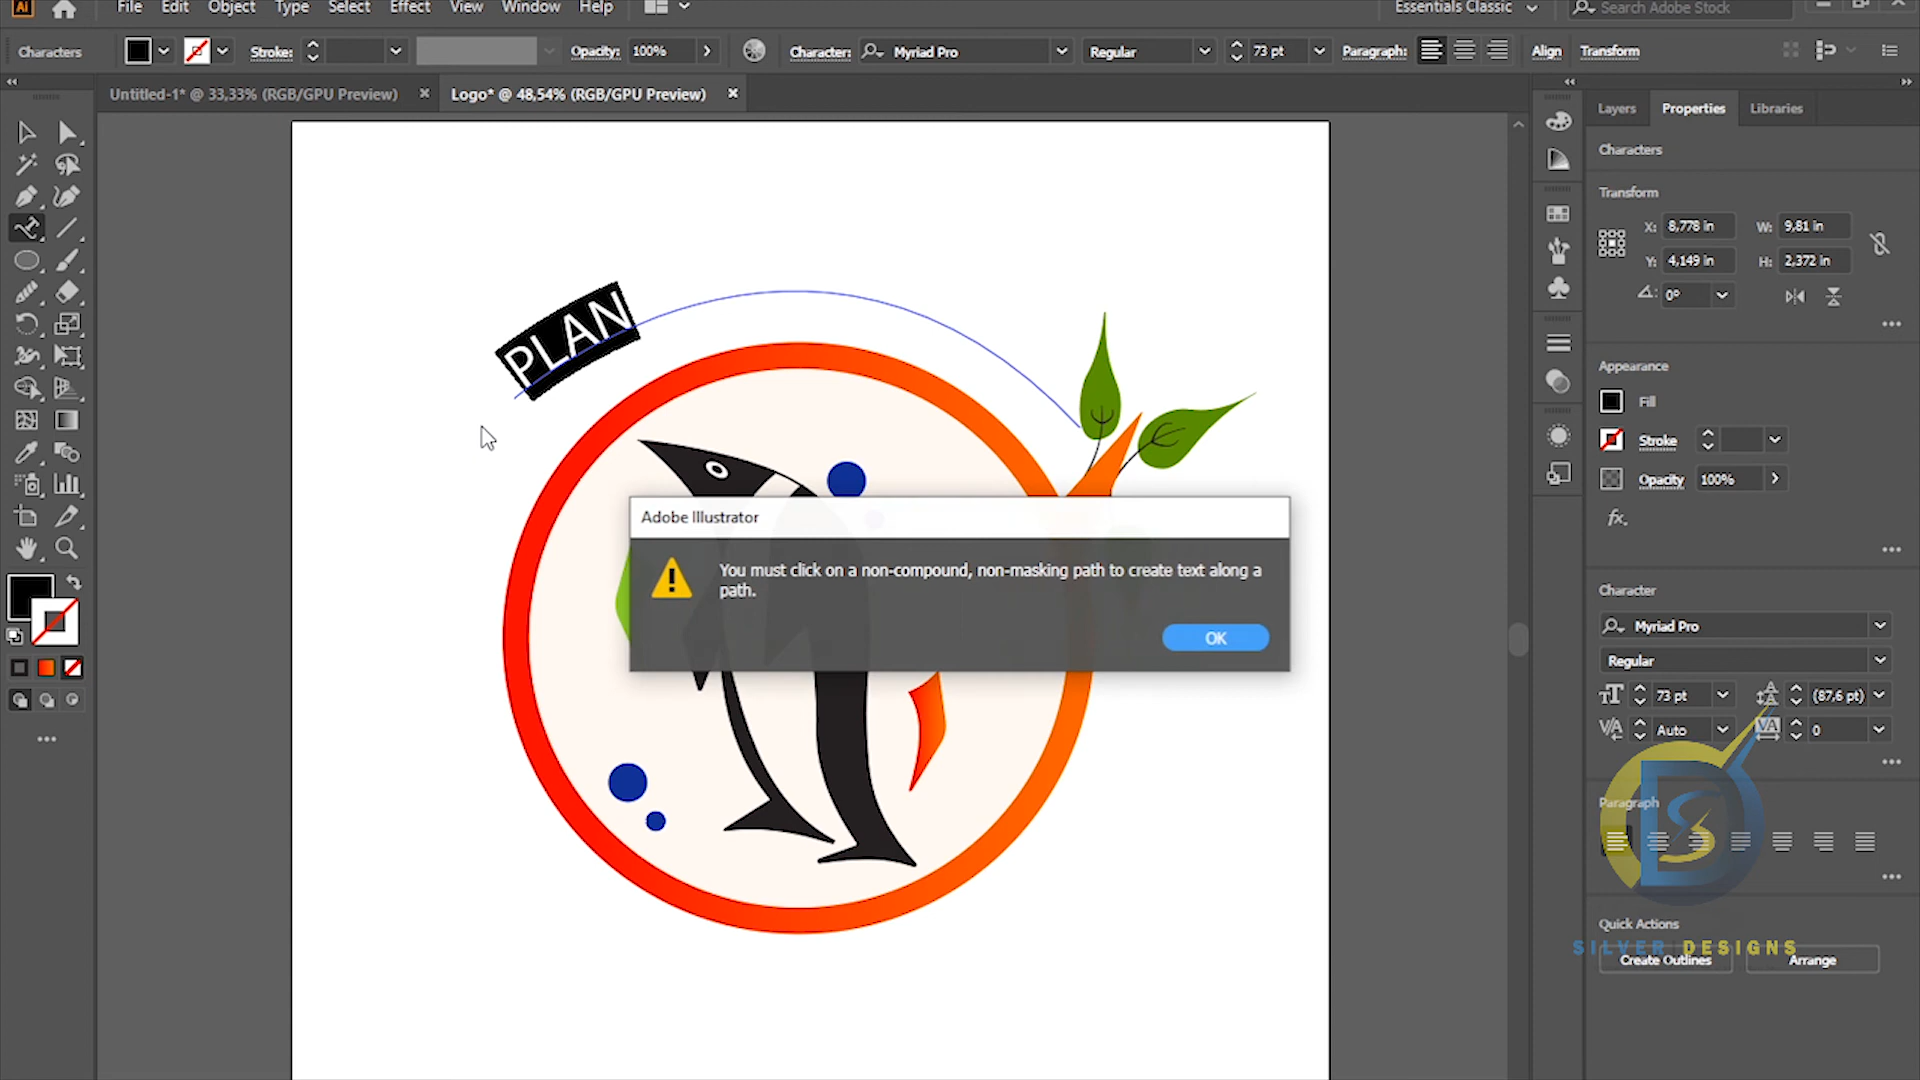 Ai File Edit Object Type Select Effect View Window Help Essentials Classic Search Adobe Stock
Characters Stroke: Opacity: 100% Character: Myriad Pro Regular 73 pt Paragraph: Align Transform
Untitled-1* @ 33,33% (RGB/GPU Preview) Logo* @ 48,54% (RGB/GPU Preview)
Layers Properties Libraries
Characters
Transform
X: 8,778 in W: 9,81 in
Y: 4,149 in H: 2,372 in
0°
PLAN
Appearance
Fill
Stroke
Opacity 100%
fx.
Adobe Illustrator
You must click on a non-compound, non-masking path to create text along a
path.
OK
Character
Myriad Pro
Regular
73 pt (87,6 pt)
Auto 0
Paragraph
Quick Actions
SILVER DESIGNS
Create Outlines Arrange